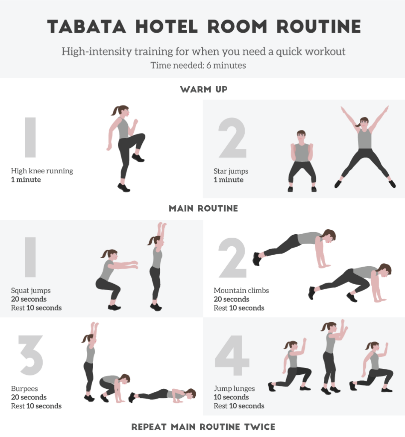 TABATA HOTEL ROOM ROUTINE
High-intensity training for when you need a quick workout
Time needed: 6 minutes
WARM UP
1
High knee running
1 minute
2
Star jumps
1 minute
MAIN ROUTINE
1
Squat jumps
20 seconds
Rest 10 seconds
2
Mountain climbs
20 seconds
Rest 10 seconds
3
Burpees
20 seconds
Rest 10 seconds
4
Jump lunges
10 seconds
Rest 10 seconds
REPEAT MAIN ROUTINE TWICE